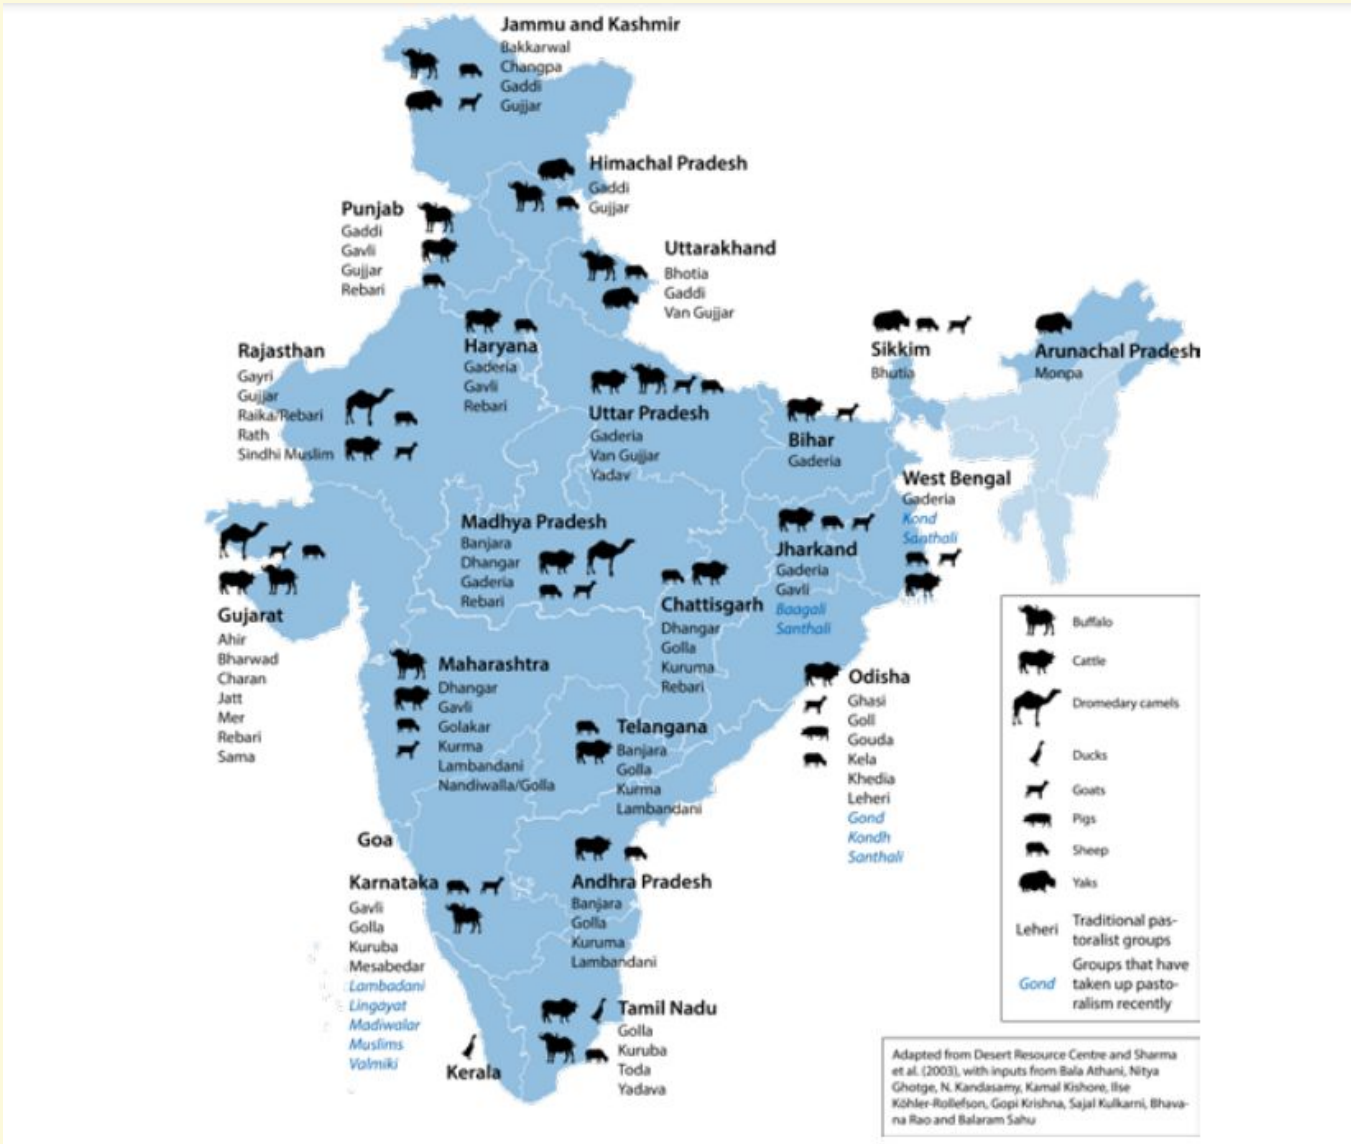 Jammu and Kashmir
Bakkarwal
Changpa
Gaddi
Gujjar
Himachal Pradesh
Gaddi
Gujjar
Punjab
Gaddi
Gavli
Gujjar
Rebari
Uttarakhand
Bhotia
Gaddi
Van Gujjar
Haryana
Gaderia
Gavli
Rebari
Rajasthan
Gayri
Gujjar
Raika/Rebari
Rath
Sindhi Muslim
Uttar Pradesh
Gaderia
Van Gujjar
Yadav
Sikkim
Bhutia
Arunachal Pradesh
Monpa
Bihar
Gaderia
West Bengal
Gaderia
Kond
Santhali
Madhya Pradesh
Banjara
Dhangar
Gaderia
Rebari
Jharkand
Gaderia
Gavli
Baagali
Santhali
Chattisgarh
Dhangar
Golla
Kuruma
Rebari
Gujarat
Ahir
Bharwad
Charan
Jatt
Mer
Rebari
Sama
Maharashtra
Dhangar
Gavli
Golakar
Kurma
Lambandani
Nandiwalla/Golla
Telangana
Banjara
Golla
Kurma
Lambandani
Odisha
Ghasi
Goll
Gouda
Kela
Khedia
Leheri
Gond
Kondh
Santhali
Goa
Karnataka
Gavli
Golla
Kuruba
Mesabedar
Lambadani
Lingayat
Madiwalar
Muslims
Valmiki
Andhra Pradesh
Banjara
Golla
Kuruma
Lambandani
Tamil Nadu
Golla
Kuruba
Toda
Yadava
Kerala
Buffalo
Cattle
Dromedary camels
Ducks
Goats
Pigs
Sheep
Yaks
Leheri Traditional pas-
toralist groups
Groups that have
Gond taken up pasto-
ralism recently
Adapted from Desert Resource Centre and Sharma
et al. (2003), with inputs from Bala Athani, Nitya
Ghotge, N. Kandasamy, Kamal Kishore, Ilse
Köhler-Rollefson, Gopi Krishna, Sajal Kulkarni, Bhava-
na Rao and Balaram Sahu